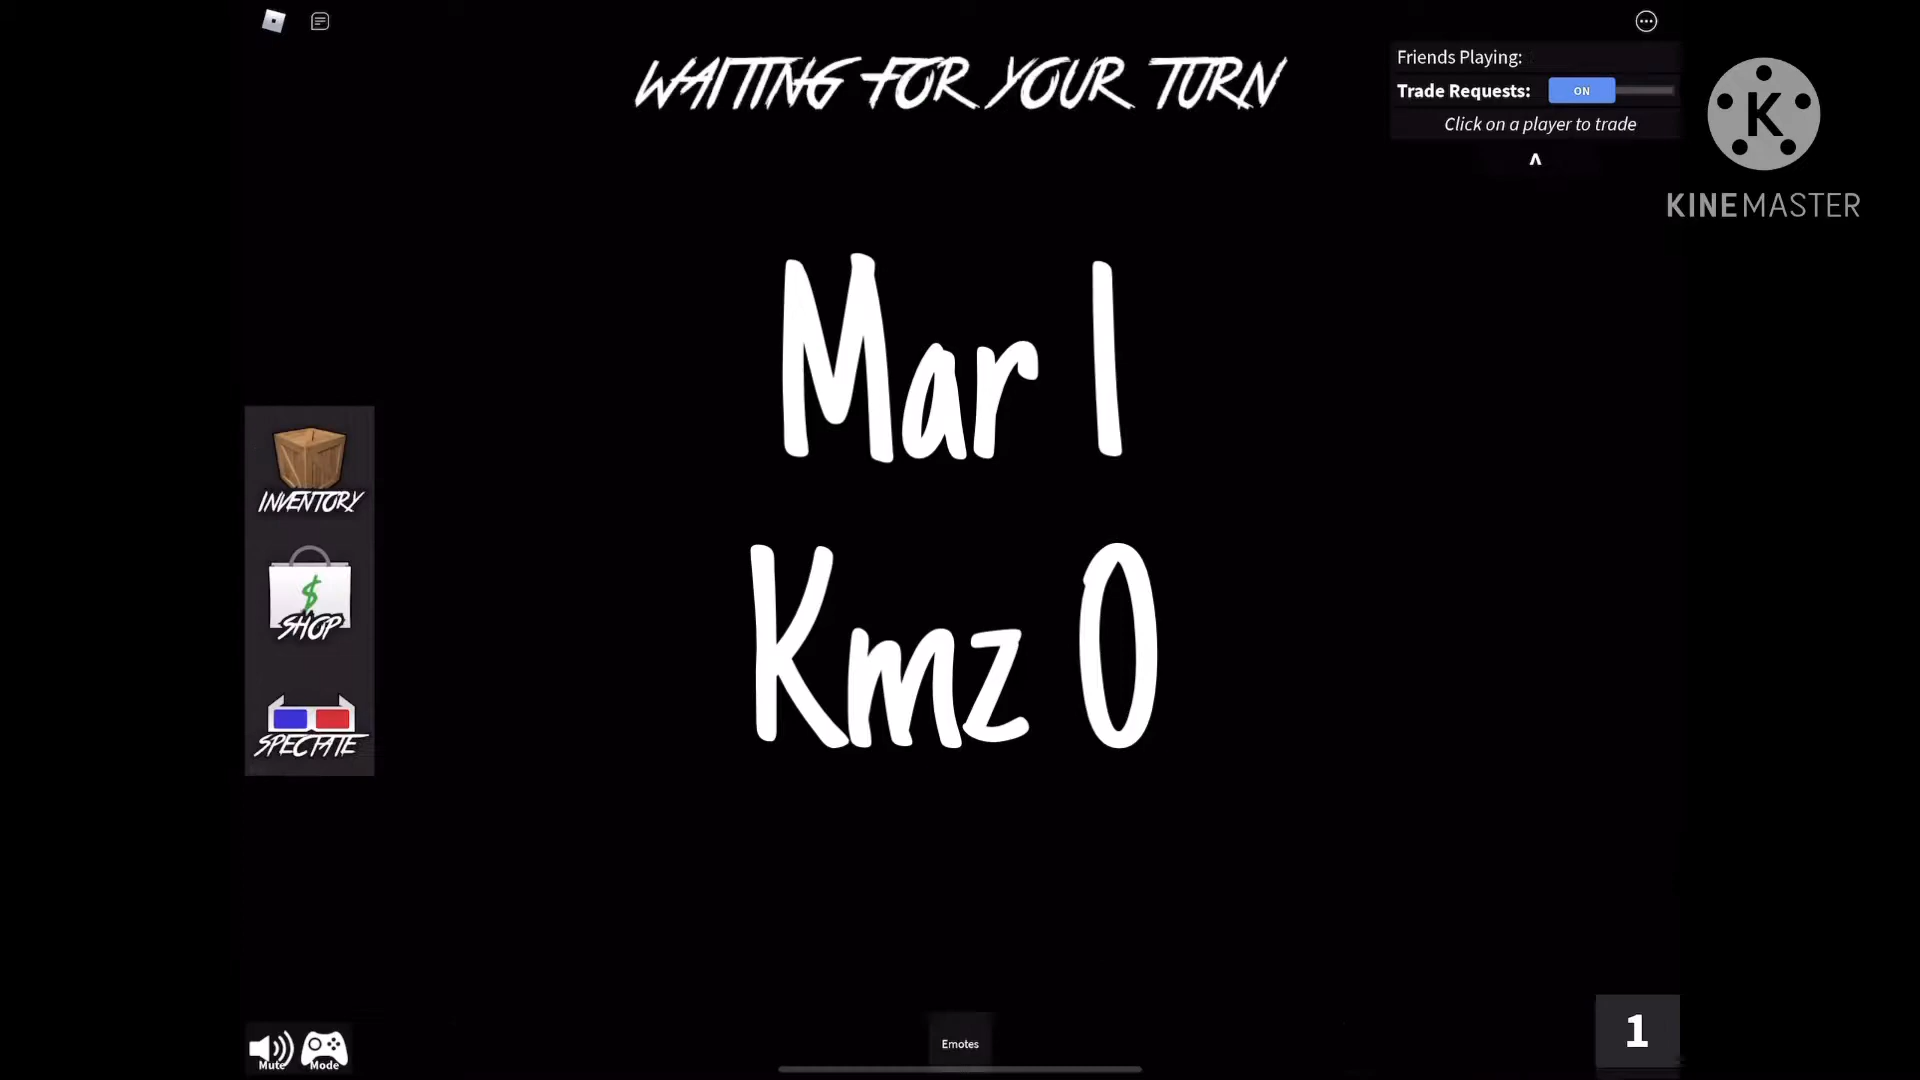 WAITING FOR YOUR TURN
Friends Playing:
Trade Requests: ON
Click on a player to trade
^
K
KINEMASTER
Mar 1
Kmz 0
INVENTORY
$
SHOP
SPECTATE
Mute
Mode
Emotes
1